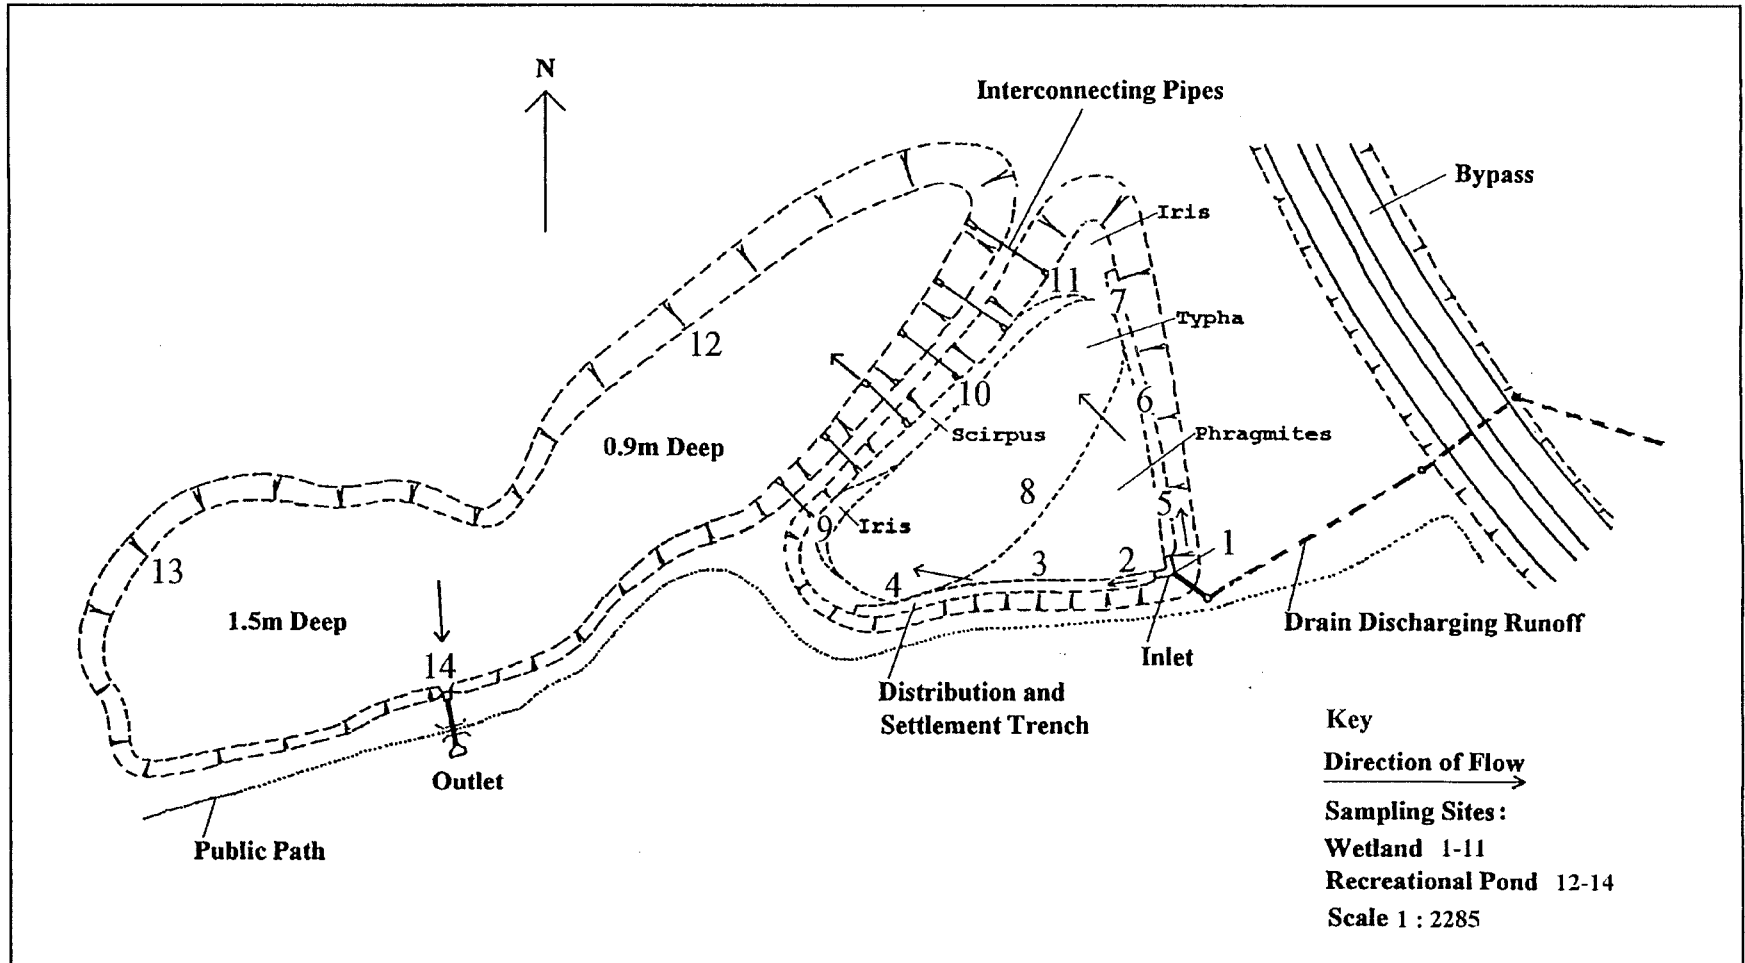 N
Interconnecting Pipes
Bypass
Iris
11
7
Typha
12
10
6
Scirpus
Phragmites
0.9m Deep
8
5
9
Iris
13
4
3
2
1
1.5m Deep
14
Drain Discharging Runoff
Inlet
Distribution and
Settlement Trench
Outlet
Public Path
Key
Direction of Flow
Sampling Sites:
Wetland 1-11
Recreational Pond 12-14
Scale 1 : 2285